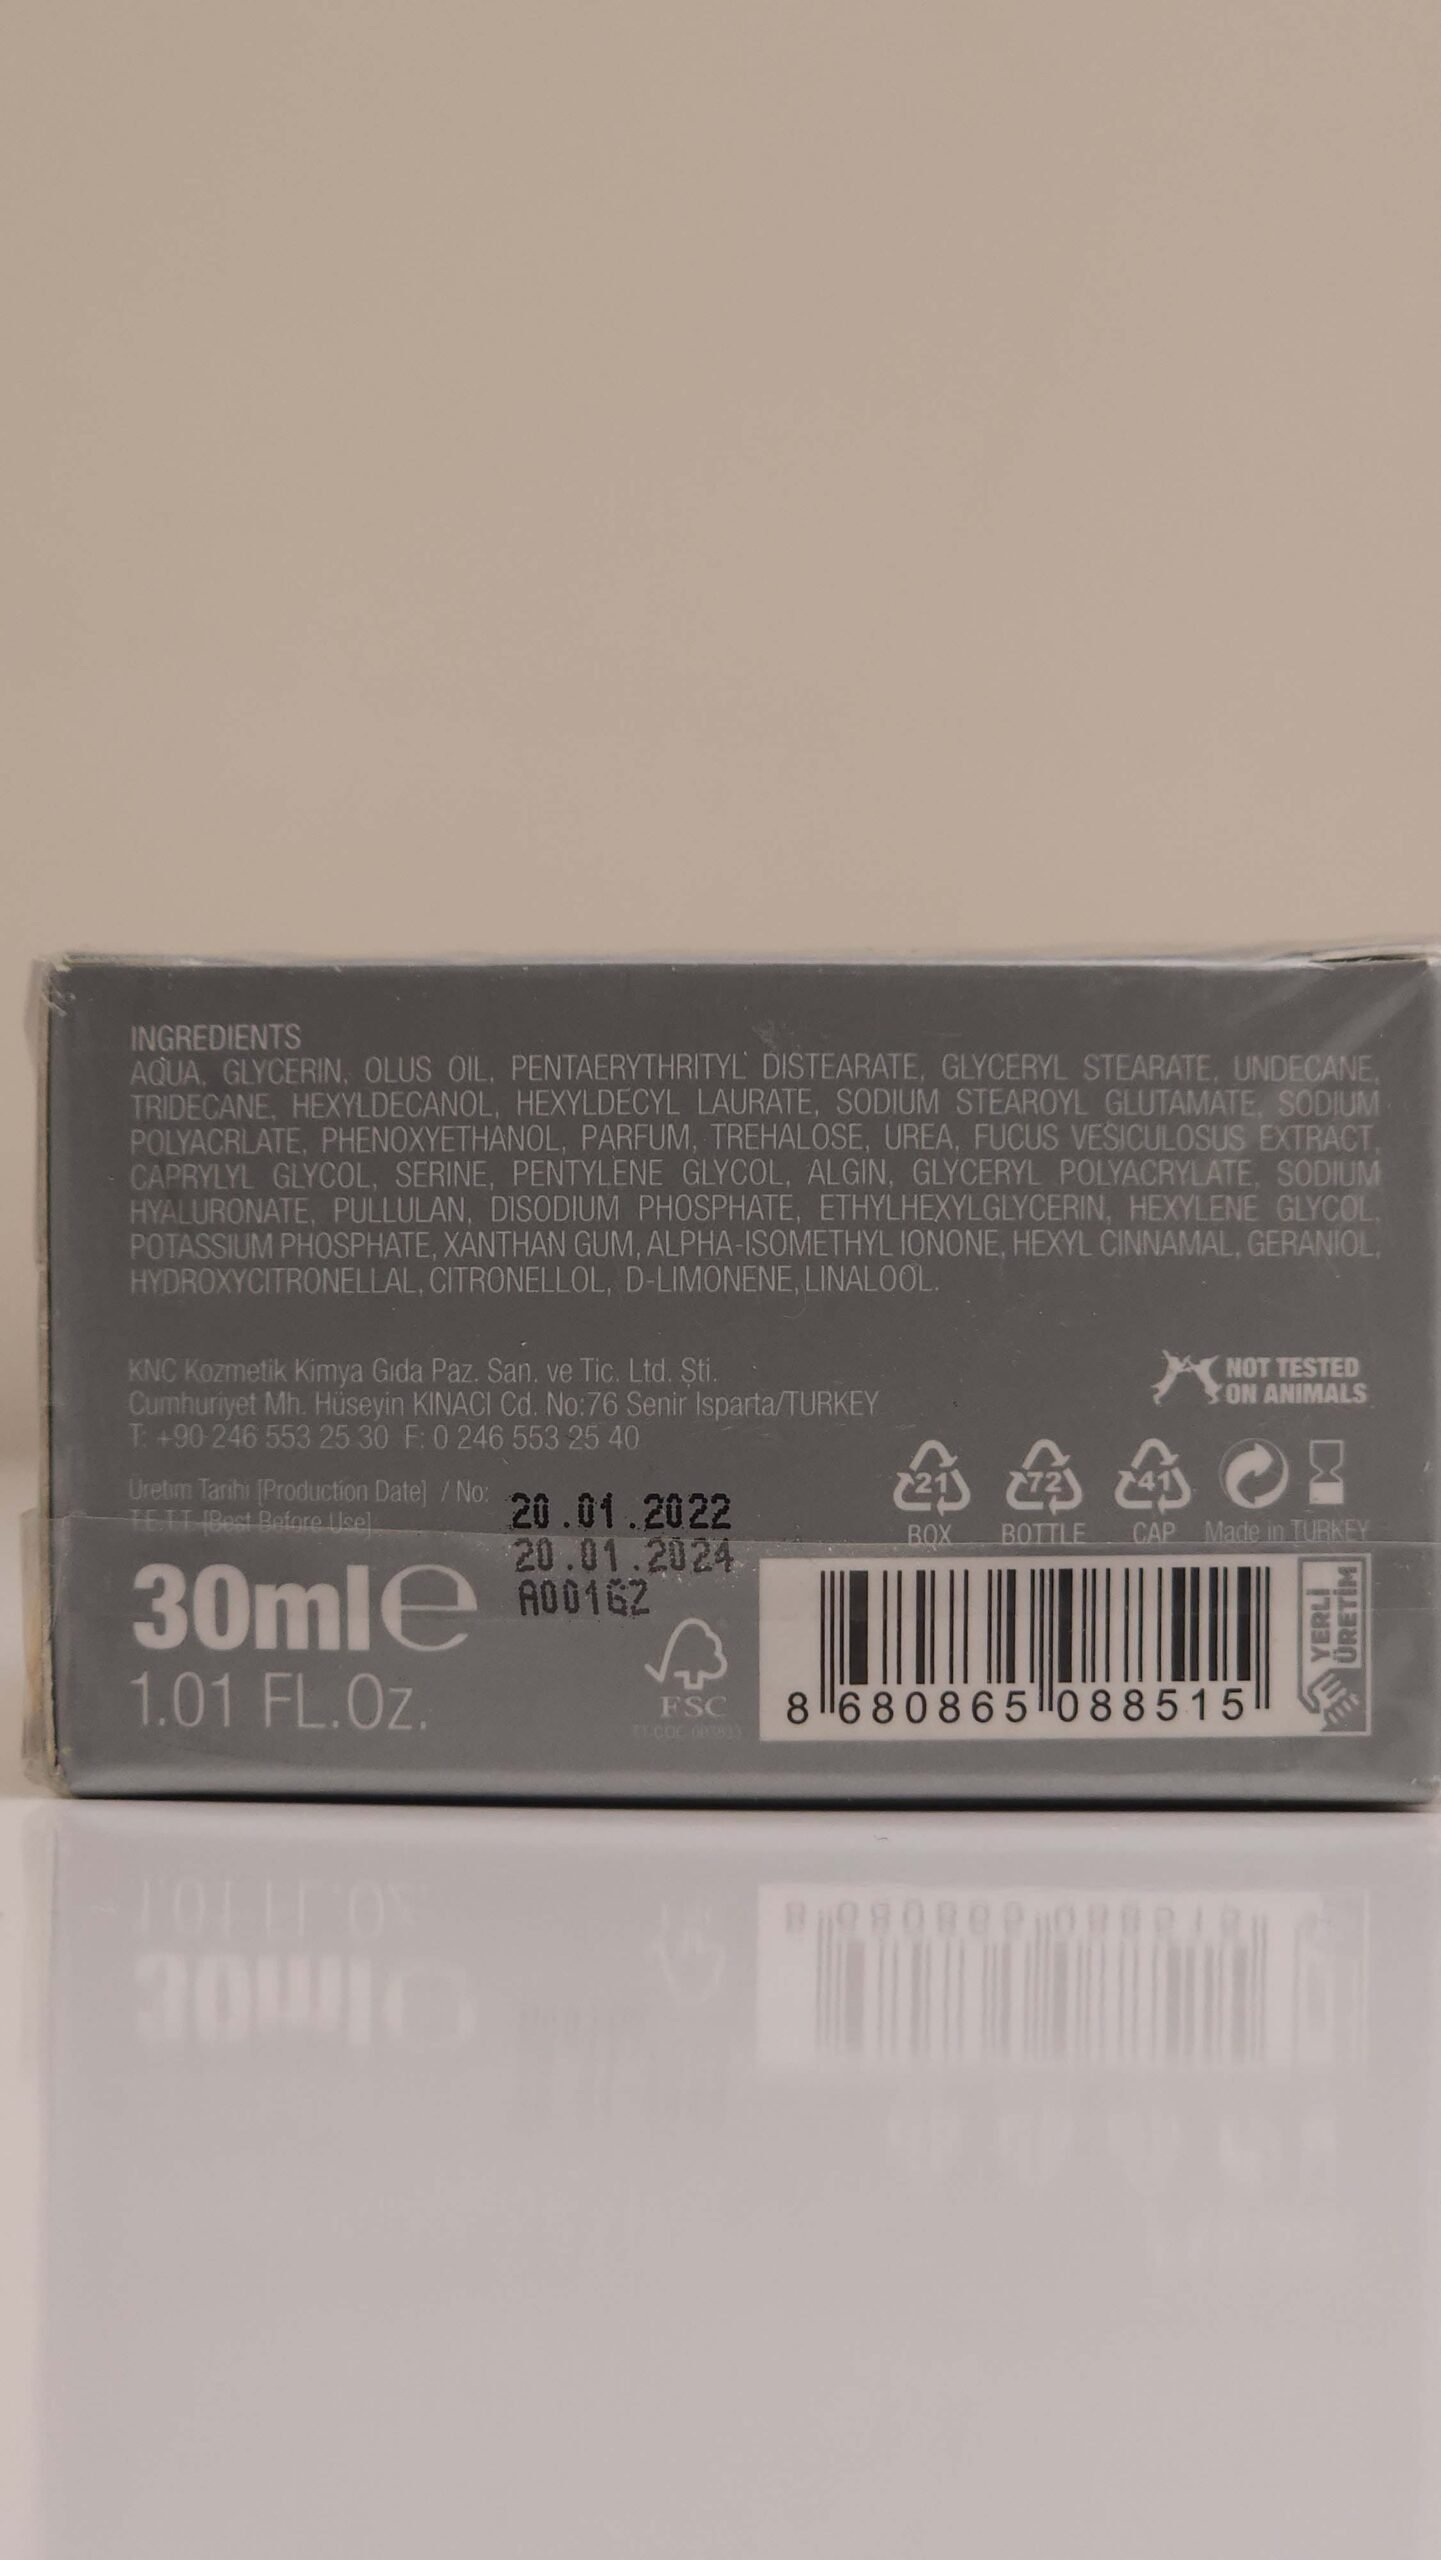 INGREDIENTS
AQUA, GLYCERIN, OLUS OIL, PENTAERYTHRITYL DISTEARATE, GLYCERYL STEARATE, UNDECANE,
TRIDECANE, HEXYLDECANOL, HEXYLDECYL LAURATE, SODIUM STEAROYL GLUTAMATE, SODIUM
POLYACRLATE, PHENOXYETHANOL, PARFUM, TREHALOSE, UREA, FUCUS VESICULOSUS EXTRACT,
CAPRYLYL GLYCOL, SERINE, PENTYLENE GLYCOL, ALGIN, GLYCERYL POLYACRYLATE, SODIUM
HYALURONATE, PULLULAN, DISODIUM PHOSPHATE, ETHYLHEXYLGLYCERIN, HEXYLENE GLYCOL,
POTASSIUM PHOSPHATE, XANTHAN GUM, ALPHA-ISOMETHYL IONONE, HEXYL CINNAMAL, GERANIOL,
HYDROXYCITRONELLAL, CITRONELLOL, D-LIMONENE, LINALOOL.
KNC Kozmetik Kimya Gıda Paz. San. ve Tic. Ltd. Şti.
Cumhuriyet Mh. Hüseyin KINACI Cd. No:76 Senir Isparta/TURKEY
T: +90 246 553 25 30 F: 0 246 553 25 40
NOT TESTED
ON ANIMALS
21 72 41
BOX BOTTLE CAP Made in TURKEY
Üretim Tarihi [Production Date] / No: 20.01.2022
T.E.T.T. [Best Before Use] 20.01.2024
A001G2
30ml e
1.01 FL.Oz.
FSC
8 680865 088515
YERLİ
ÜRETİM